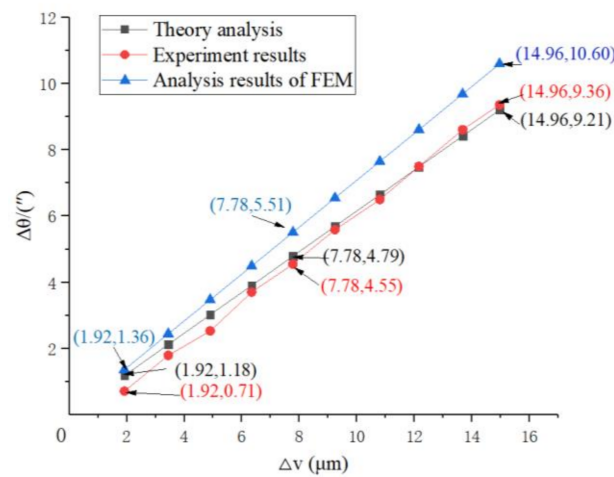 12
Theory analysis
Experiment results
Analysis results of FEM
(14.96,10.60)
10
(14.96,9.36)
(14.96,9.21)
8
Δθ/(″)
(7.78,5.51)
6
(7.78,4.79)
4
(7.78,4.55)
(1.92,1.36)
2
(1.92,1.18)
(1.92,0.71)
0 2 4 6 8 10 12 14 16
△v (μm)